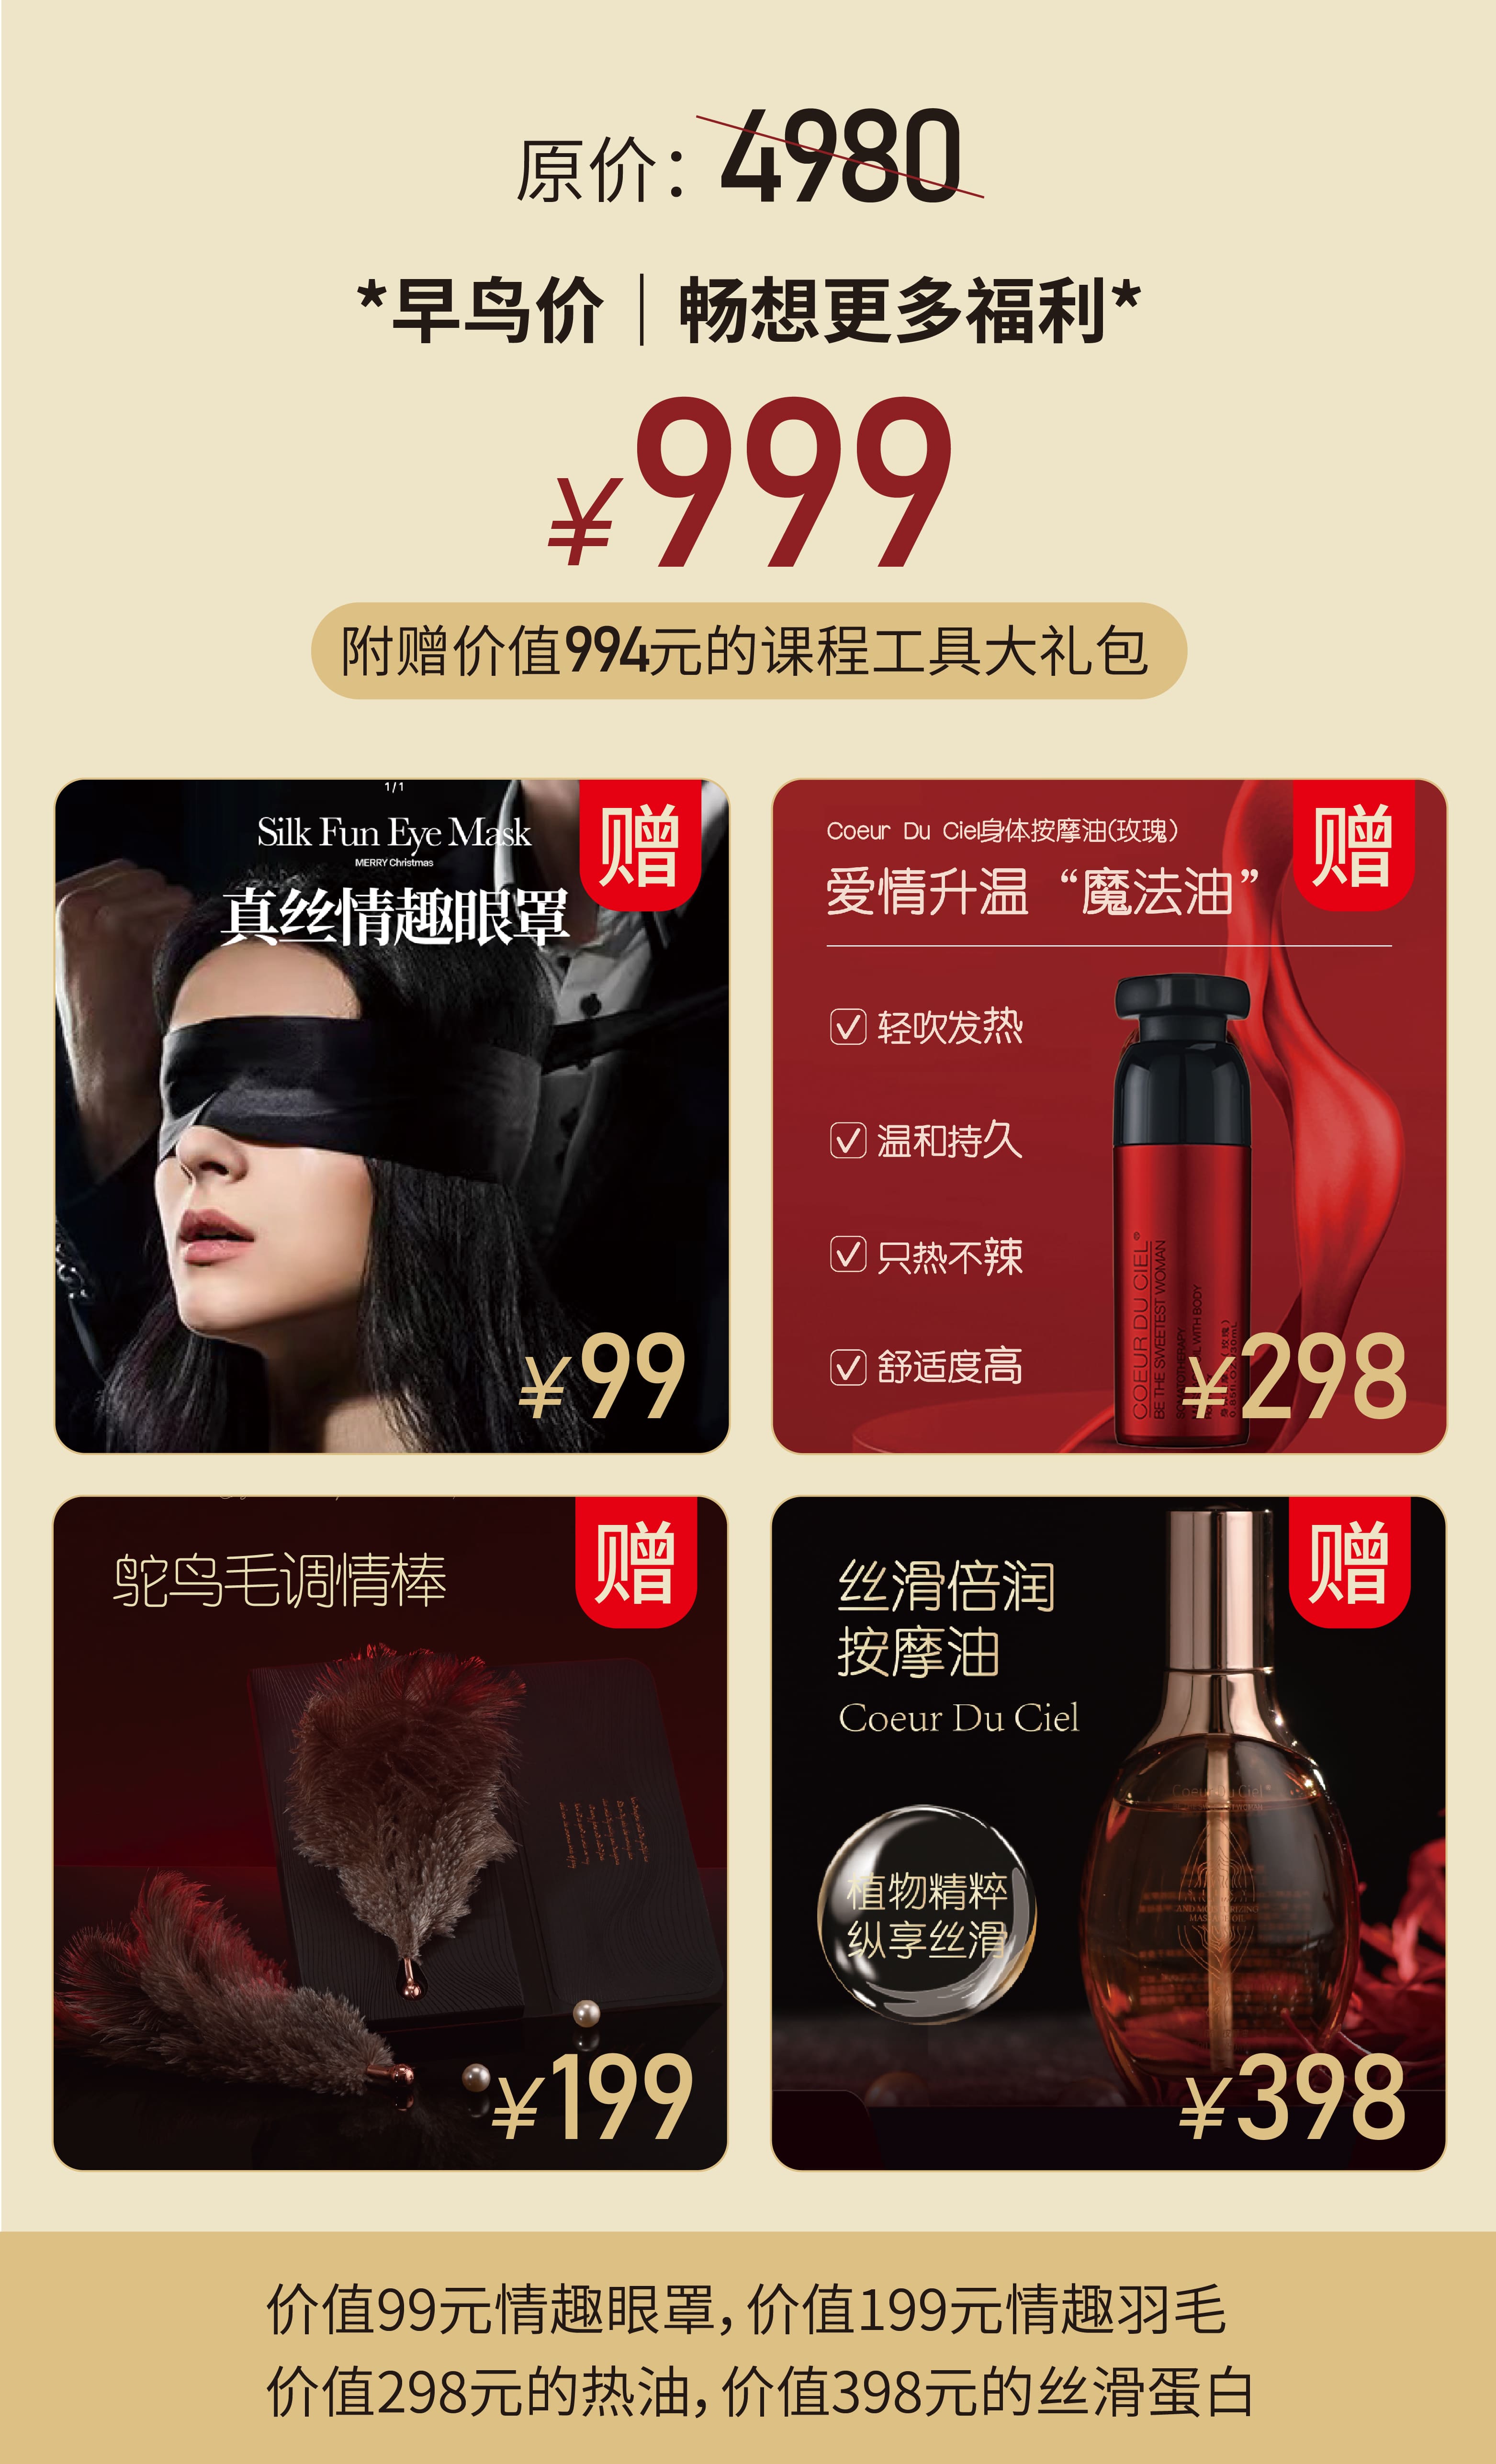 原价：4980
*早鸟价｜畅想更多福利*
¥999
附赠价值994元的课程工具大礼包
1/1
Silk Fun Eye Mask
MERRY Christmas
真丝情趣眼罩
赠
¥99
Coeur Du Ciel身体按摩油(玫瑰)
爱情升温“魔法油”
赠
轻吹发热
温和持久
只热不辣
舒适度高
COEUR DU CIEL®
BE THE SWEETEST WOMAN
¥298
鸵鸟毛调情棒
赠
¥199
丝滑倍润
按摩油
Coeur Du Ciel
赠
植物精粹
纵享丝滑
Coeur Du Ciel
¥398
价值99元情趣眼罩，价值199元情趣羽毛
价值298元的热油，价值398元的丝滑蛋白